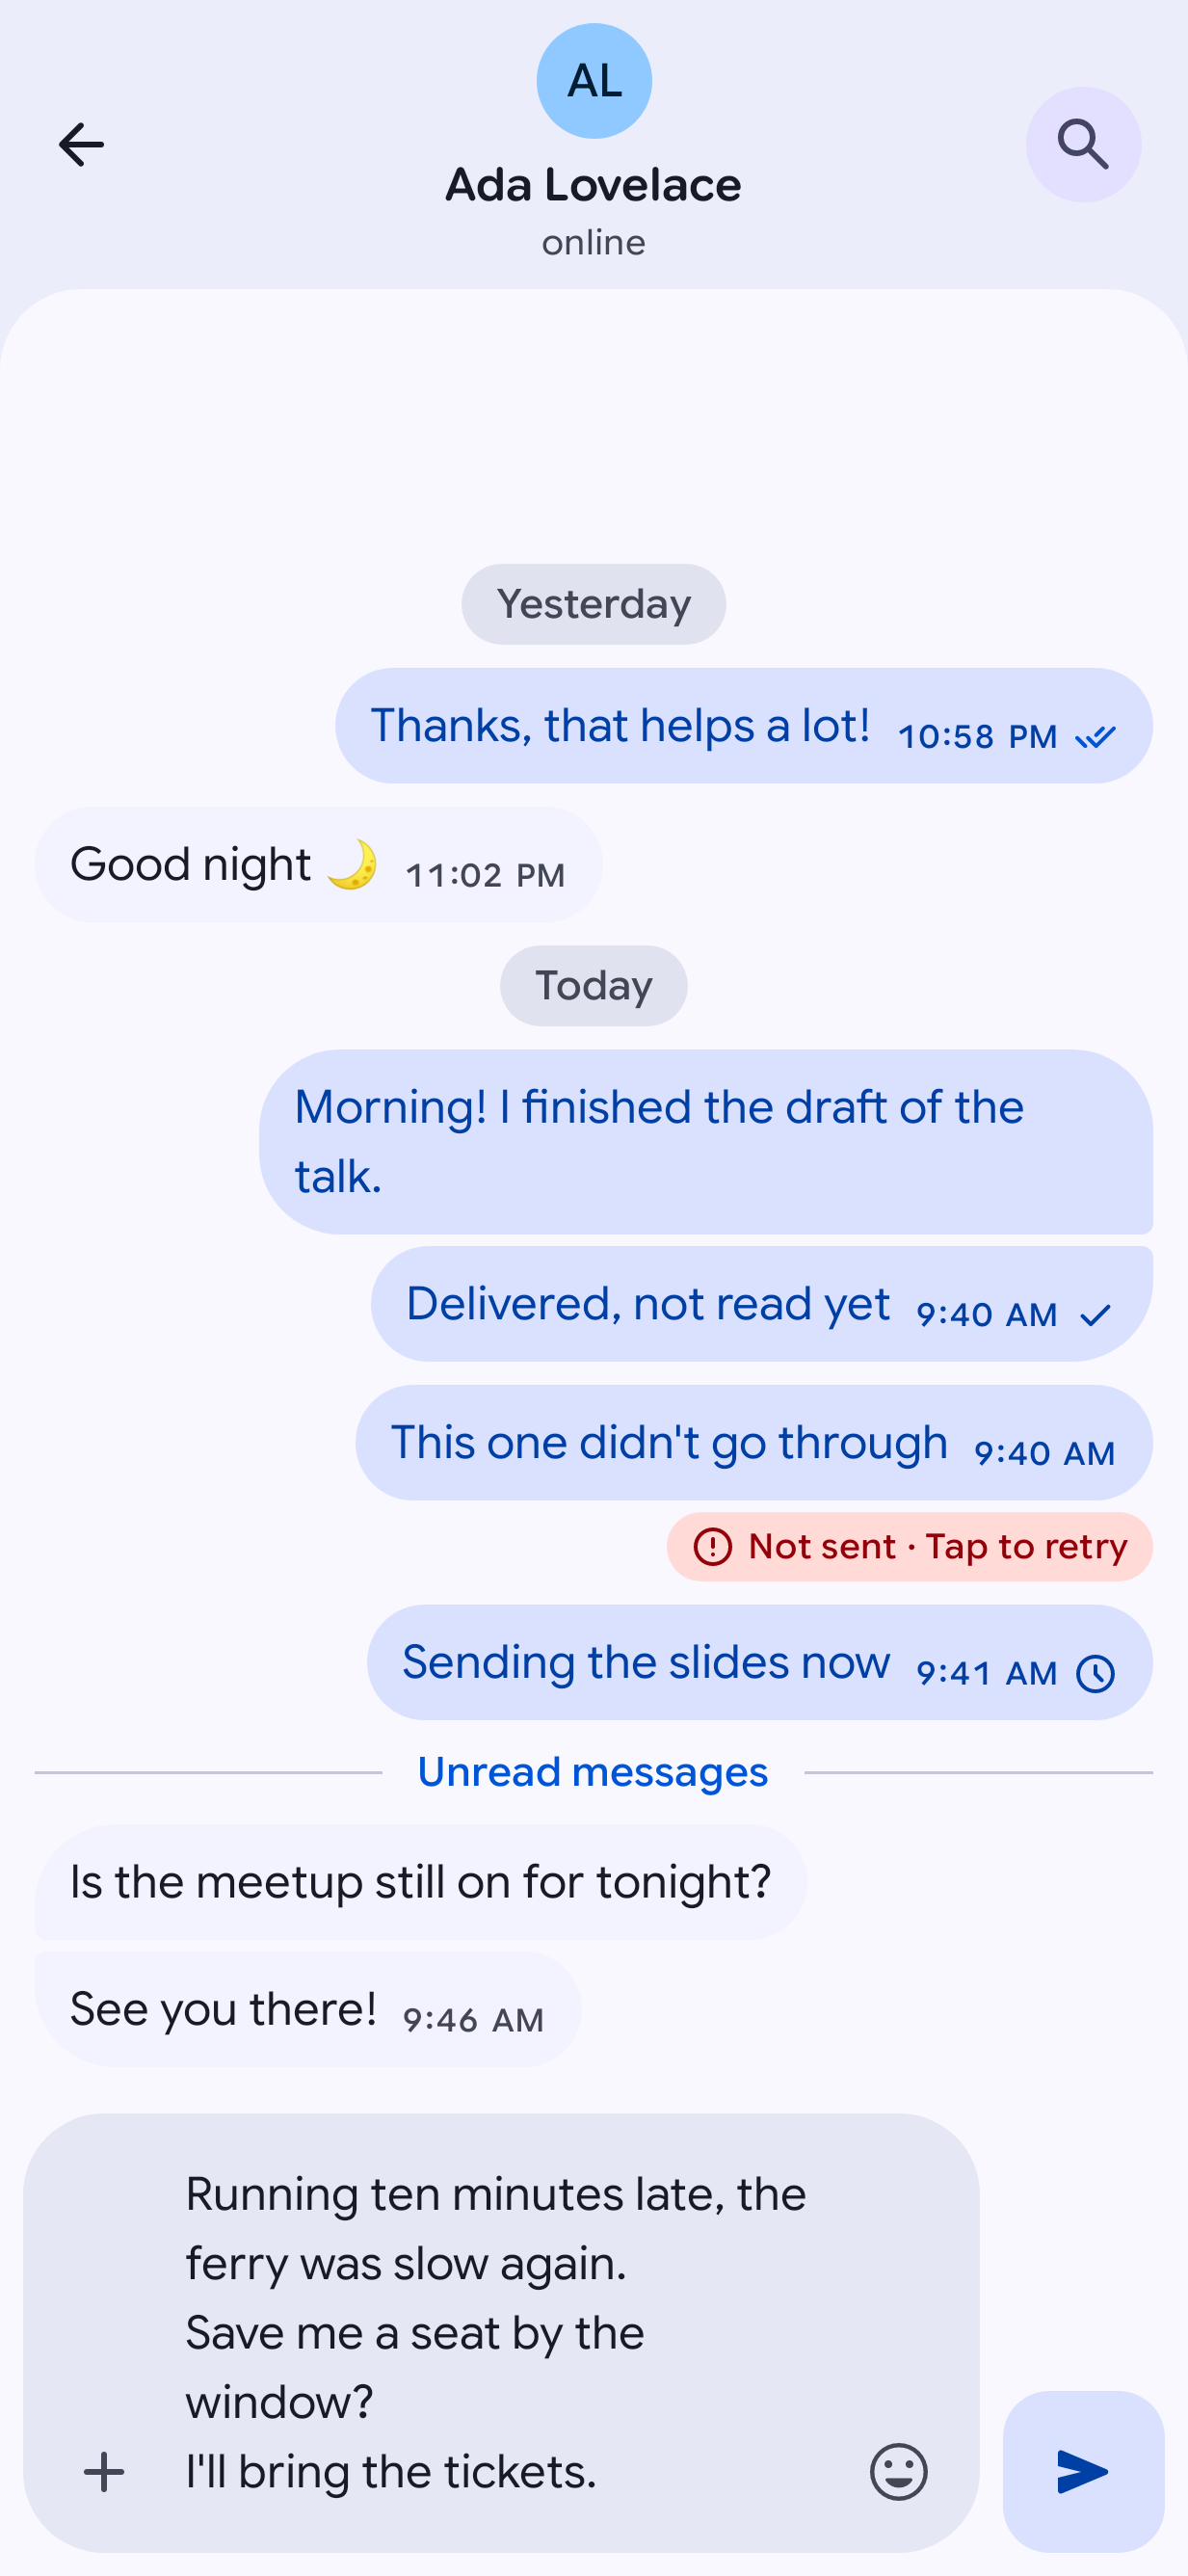 AL
Ada Lovelace
online
Yesterday
Thanks, that helps a lot! 10:58 PM
Good night 🌙 11:02 PM
Today
Morning! I finished the draft of the
talk.
Delivered, not read yet 9:40 AM
This one didn't go through 9:40 AM
Not sent · Tap to retry
Sending the slides now 9:41 AM
Unread messages
Is the meetup still on for tonight?
See you there! 9:46 AM
Running ten minutes late, the
ferry was slow again.
Save me a seat by the
window?
I'll bring the tickets.